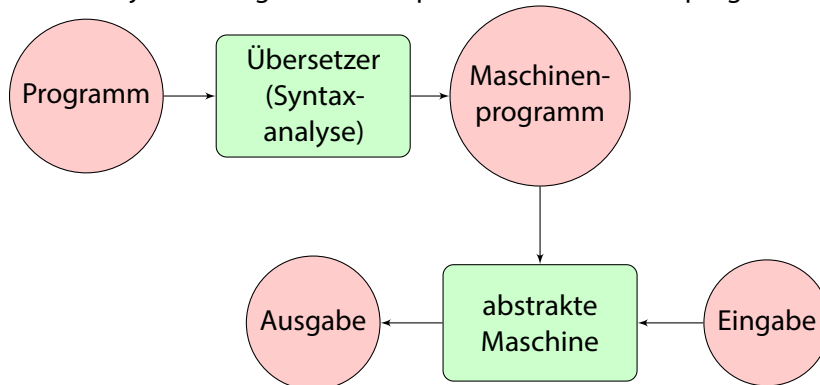 Programm
Übersetzer
(Syntax-
analyse)
Maschinen-
programm
Ausgabe
abstrakte
Maschine
Eingabe